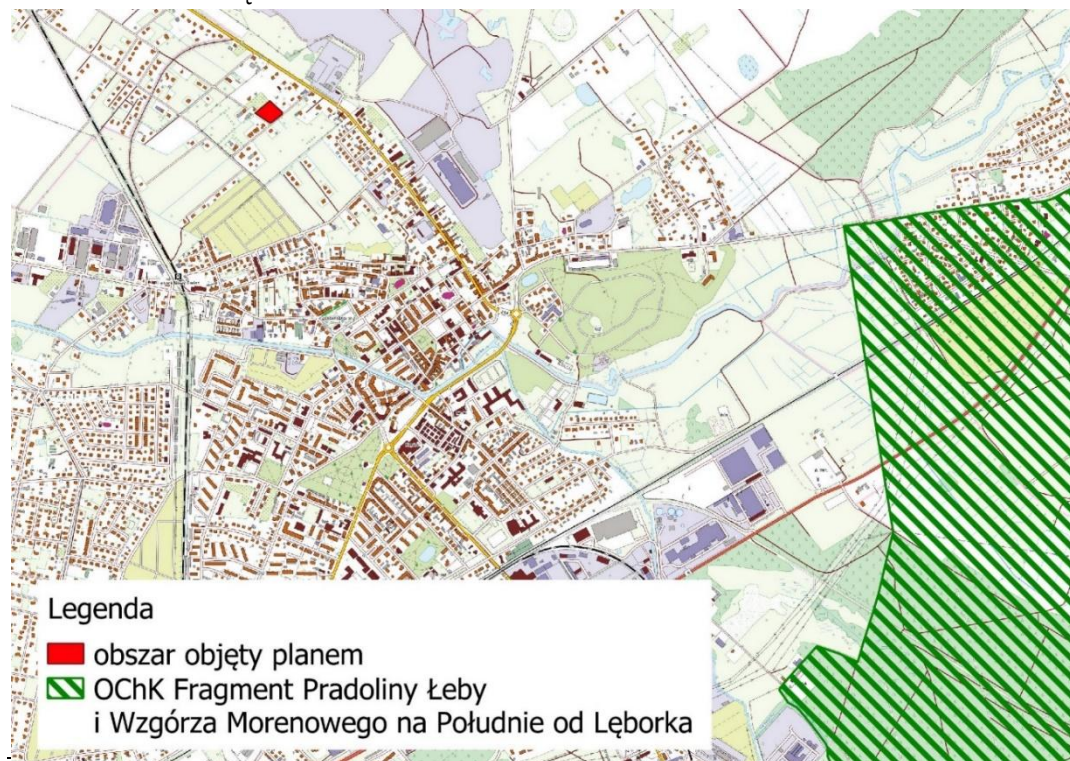 Legenda
obszar objęty planem
OChK Fragment Pradoliny Łeby
i Wzgórza Morenowego na Południe od Lęborka